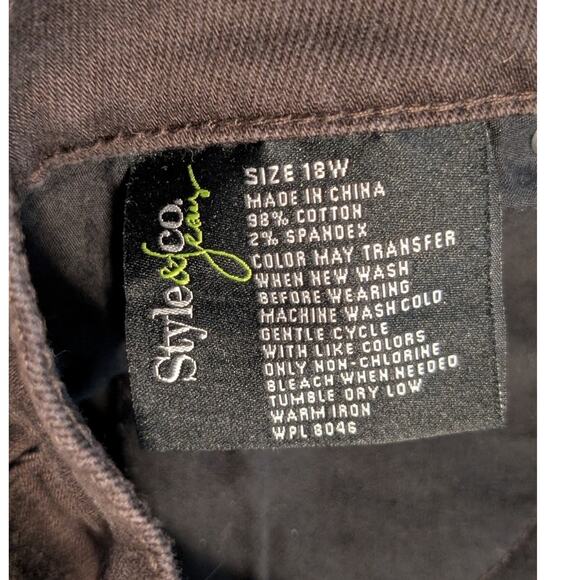 Style&co.
jeans
SIZE 18W
MADE IN CHINA
98% COTTON
2% SPANDEX
COLOR MAY TRANSFER
WHEN NEW WASH
BEFORE WEARING
MACHINE WASH COLD
GENTLE CYCLE
WITH LIKE COLORS
ONLY NON-CHLORINE
BLEACH WHEN NEEDED
TUMBLE DRY LOW
WARM IRON
WPL 8046